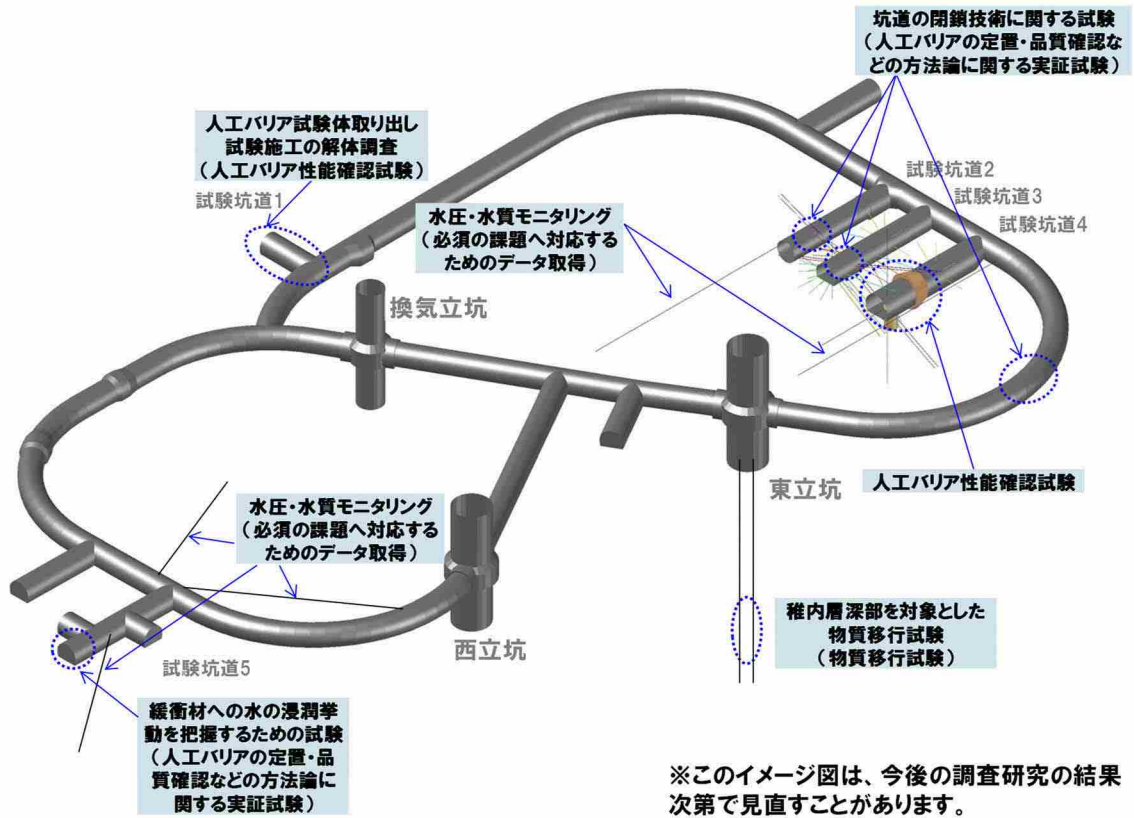 坑道の閉鎖技術に関する試験
（人工バリアの定置・品質確認な
どの方法論に関する実証試験）
人工バリア試験体取り出し
試験施工の解体調査
（人工バリア性能確認試験）
試験坑道1
試験坑道2
試験坑道3
試験坑道4
水圧・水質モニタリング
（必須の課題へ対応する
ためのデータ取得）
換気立坑
東立坑
人工バリア性能確認試験
水圧・水質モニタリング
（必須の課題へ対応する
ためのデータ取得）
西立坑
稚内層深部を対象とした
物質移行試験
（物質移行試験）
試験坑道5
緩衝材への水の浸潤挙
動を把握するための試験
（人工バリアの定置・品
質確認などの方法論に
関する実証試験）
※このイメージ図は、今後の調査研究の結果
次第で見直すことがあります。